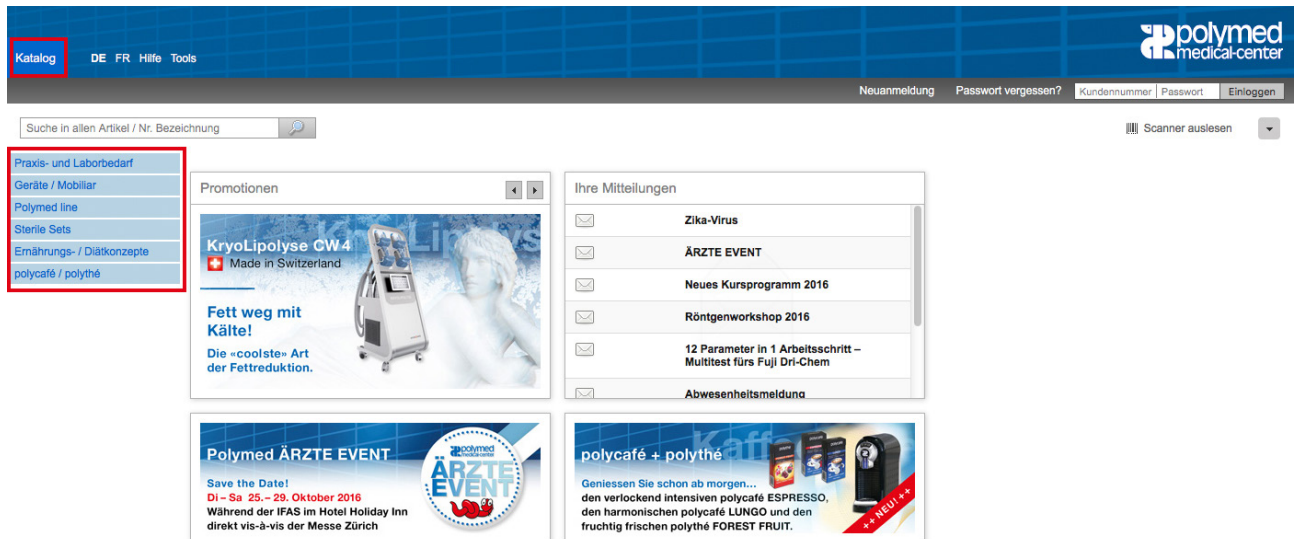 Katalog DE FR Hilfe Tools
polymed
medical-center
Neuanmeldung Passwort vergessen? Kundennummer Passwort Einloggen
Suche in allen Artikel / Nr. Bezeichnung
Scanner auslesen
Praxis- und Laborbedarf
Geräte / Mobiliar
Polymed line
Sterile Sets
Ernährungs- / Diätkonzepte
polycafé / polythé
Promotionen
KryoLipolyse CW4
Made in Switzerland
Fett weg mit
Kälte!
Die «coolste» Art
der Fettreduktion.
Ihre Mitteilungen
Zika-Virus
ÄRZTE EVENT
Neues Kursprogramm 2016
Röntgenworkshop 2016
12 Parameter in 1 Arbeitsschritt –
Multitest fürs Fuji Dri-Chem
Abwesenheitsmeldung
Polymed ÄRZTE EVENT
Save the Date!
Di – Sa 25. – 29. Oktober 2016
Während der IFAS im Hotel Holiday Inn
direkt vis-à-vis der Messe Zürich
polymed
medical-center
ÄRZTE
EVENT
polycafé + polythé
Geniessen Sie schon ab morgen...
den verlockend intensiven polycafé ESPRESSO,
den harmonischen polycafé LUNGO und den
fruchtig frischen polythé FOREST FRUIT.
++ NEU! ++